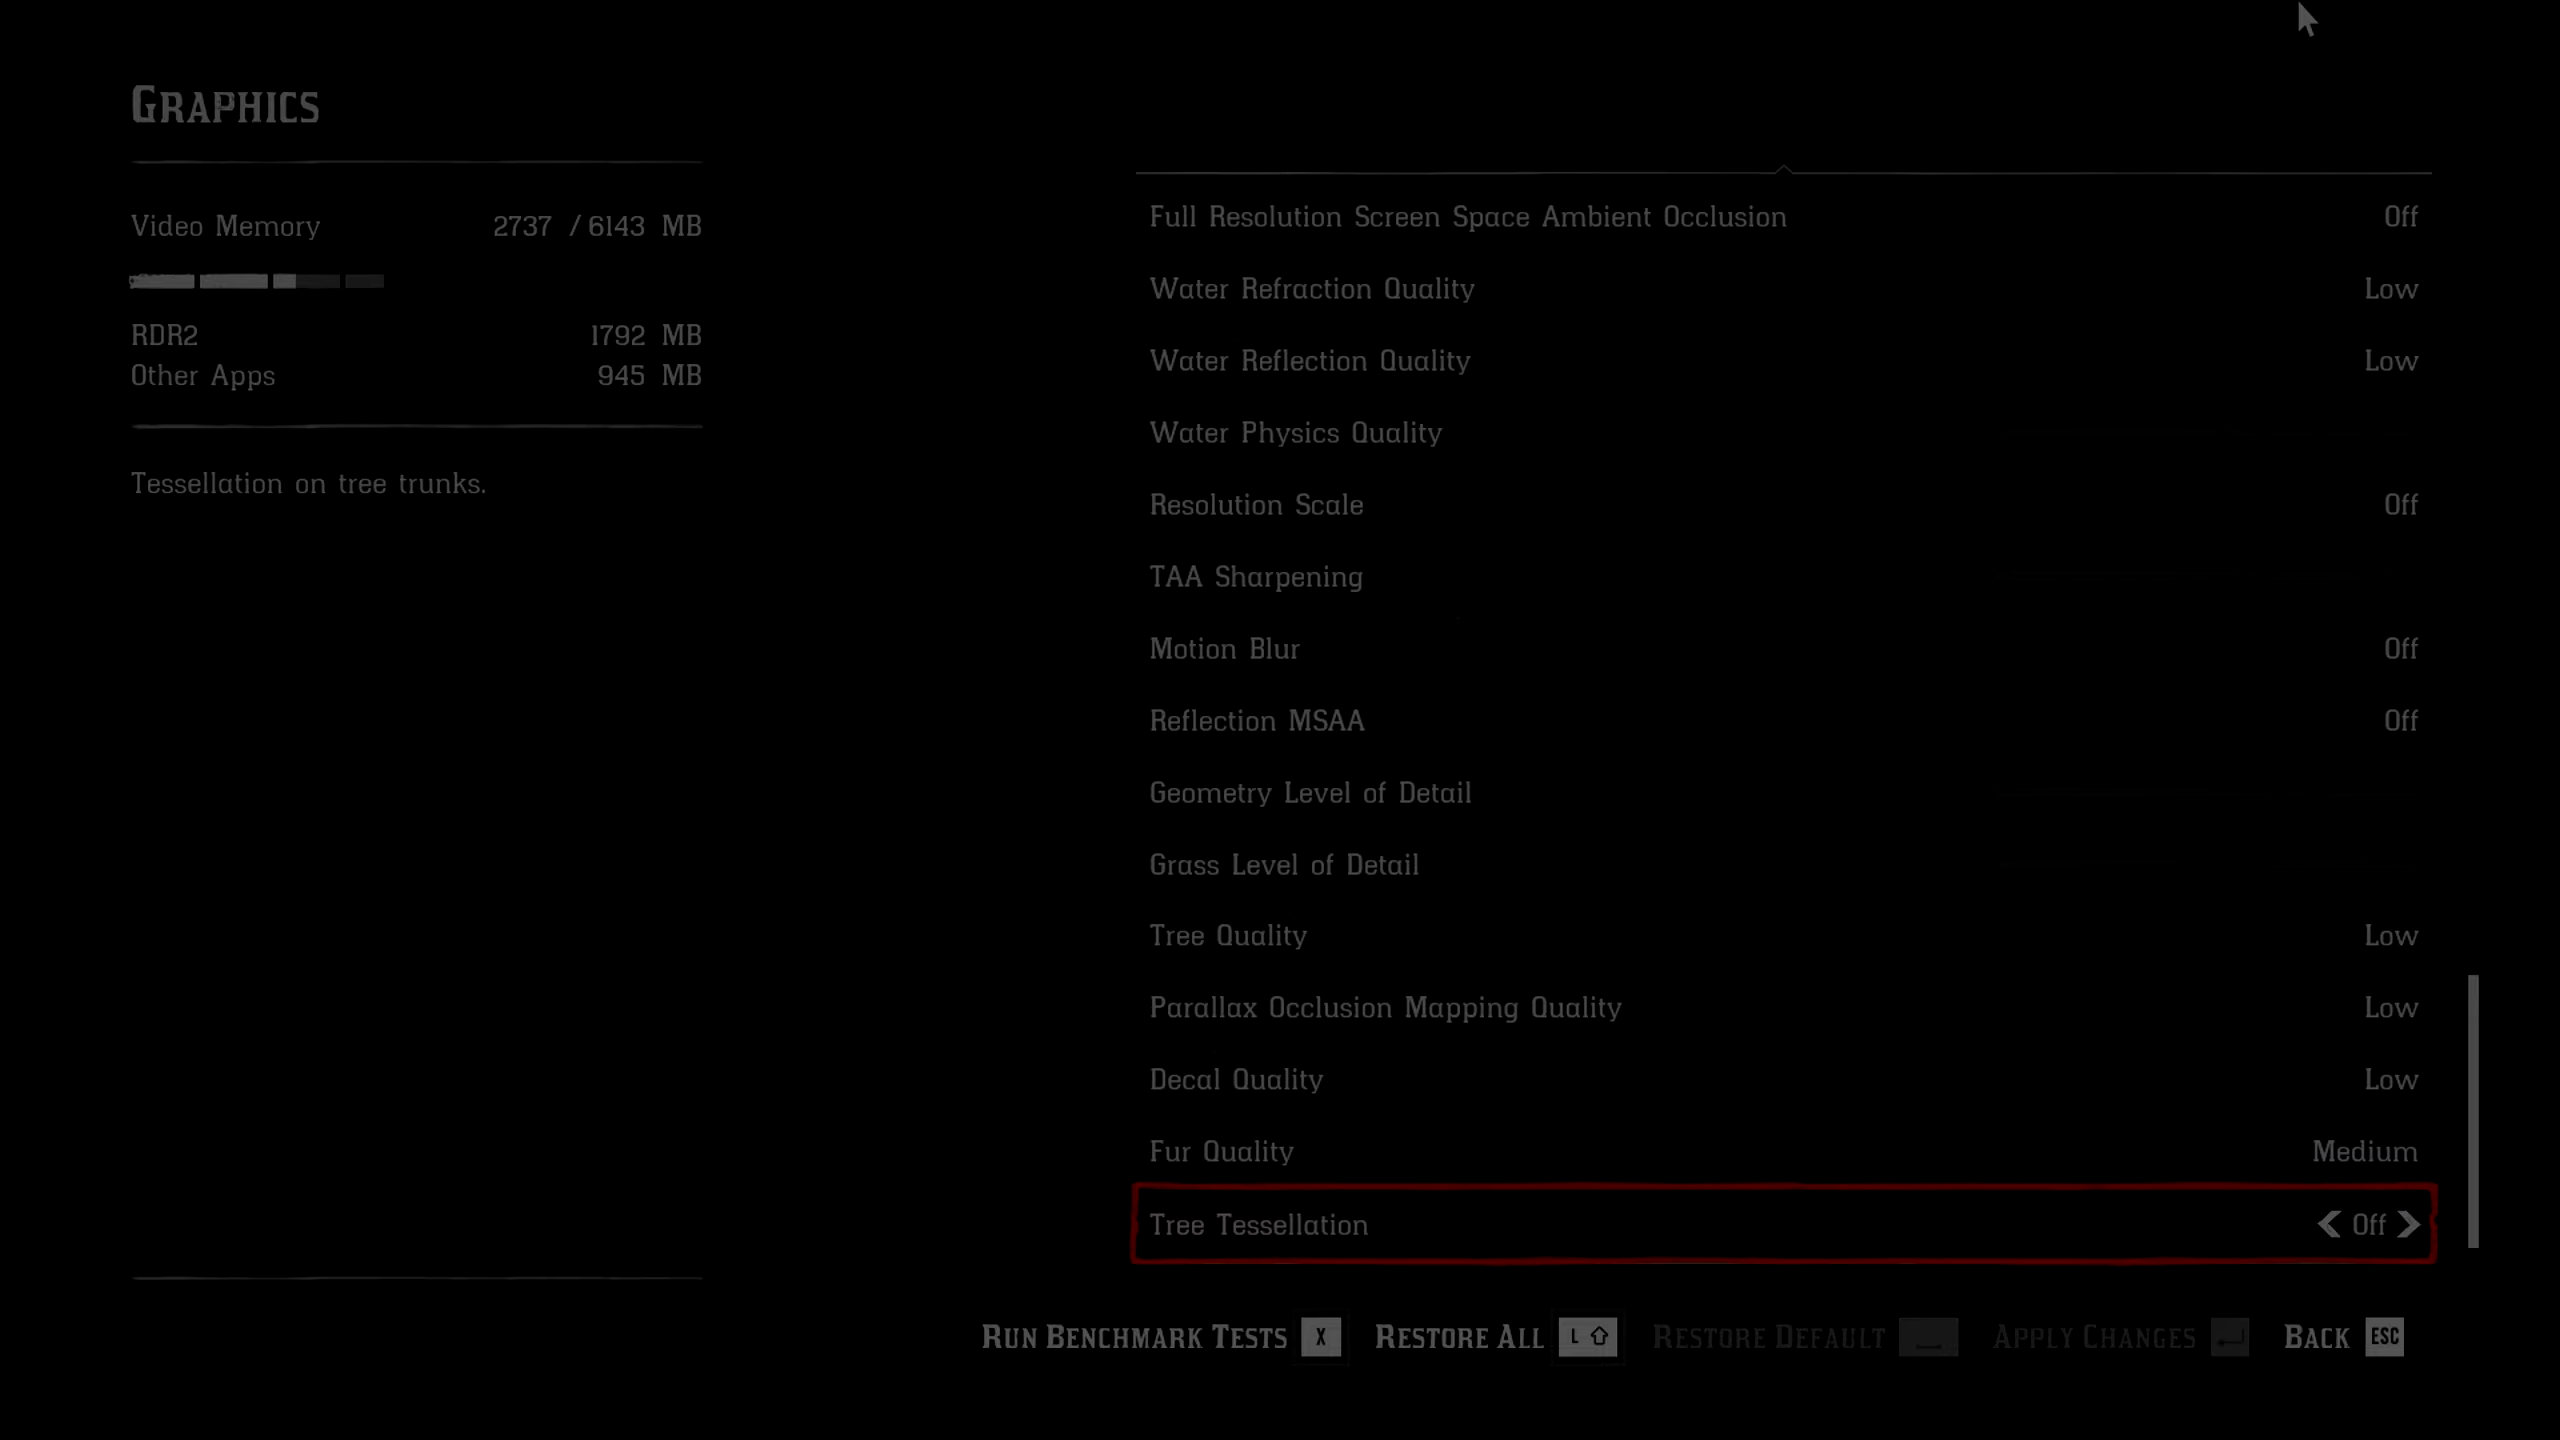 GRAPHICS
Video Memory 2737 / 6143 MB
RDR2 1792 MB
Other Apps 945 MB
Tessellation on tree trunks.
Full Resolution Screen Space Ambient Occlusion Off
Water Refraction Quality Low
Water Reflection Quality Low
Water Physics Quality
Resolution Scale Off
TAA Sharpening
Motion Blur Off
Reflection MSAA Off
Geometry Level of Detail
Grass Level of Detail
Tree Quality Low
Parallax Occlusion Mapping Quality Low
Decal Quality Low
Fur Quality Medium
Tree Tessellation Off
RUN BENCHMARK TESTS X RESTORE ALL L RESTORE DEFAULT APPLY CHANGES BACK ESC